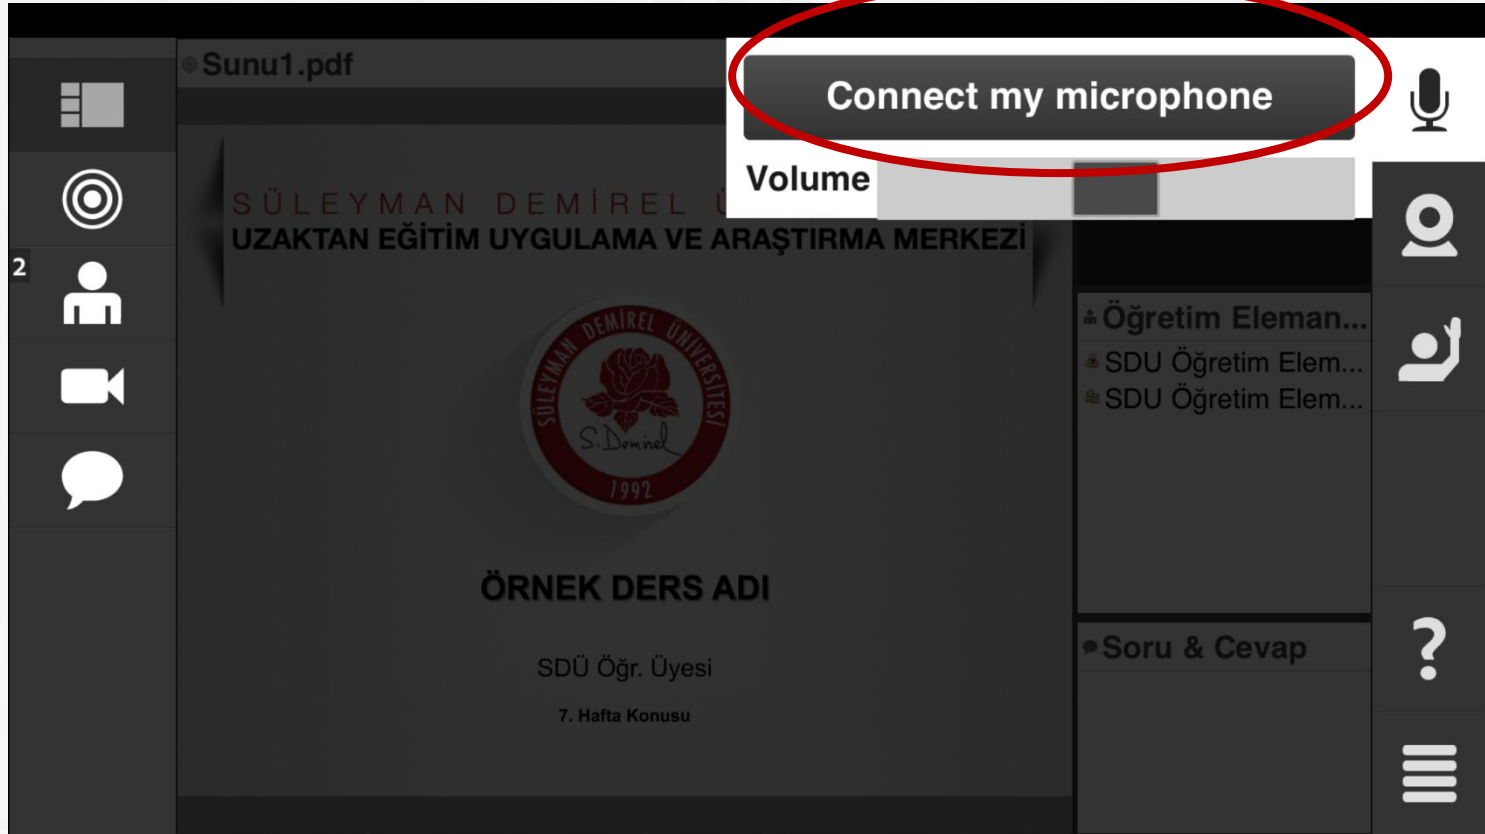 Sunu1.pdf
Connect my microphone
Volume
SÜLEYMAN DEMİREL
UZAKTAN EĞİTİM UYGULAMA VE ARAŞTIRMA MERKEZİ
2
SÜLEYMAN DEMİREL ÜNİVERSİTESİ
S. Demirel
1992
ÖRNEK DERS ADI
SDÜ Öğr. Üyesi
7. Hafta Konusu
Öğretim Eleman...
SDU Öğretim Elem...
SDU Öğretim Elem...
Soru & Cevap
?